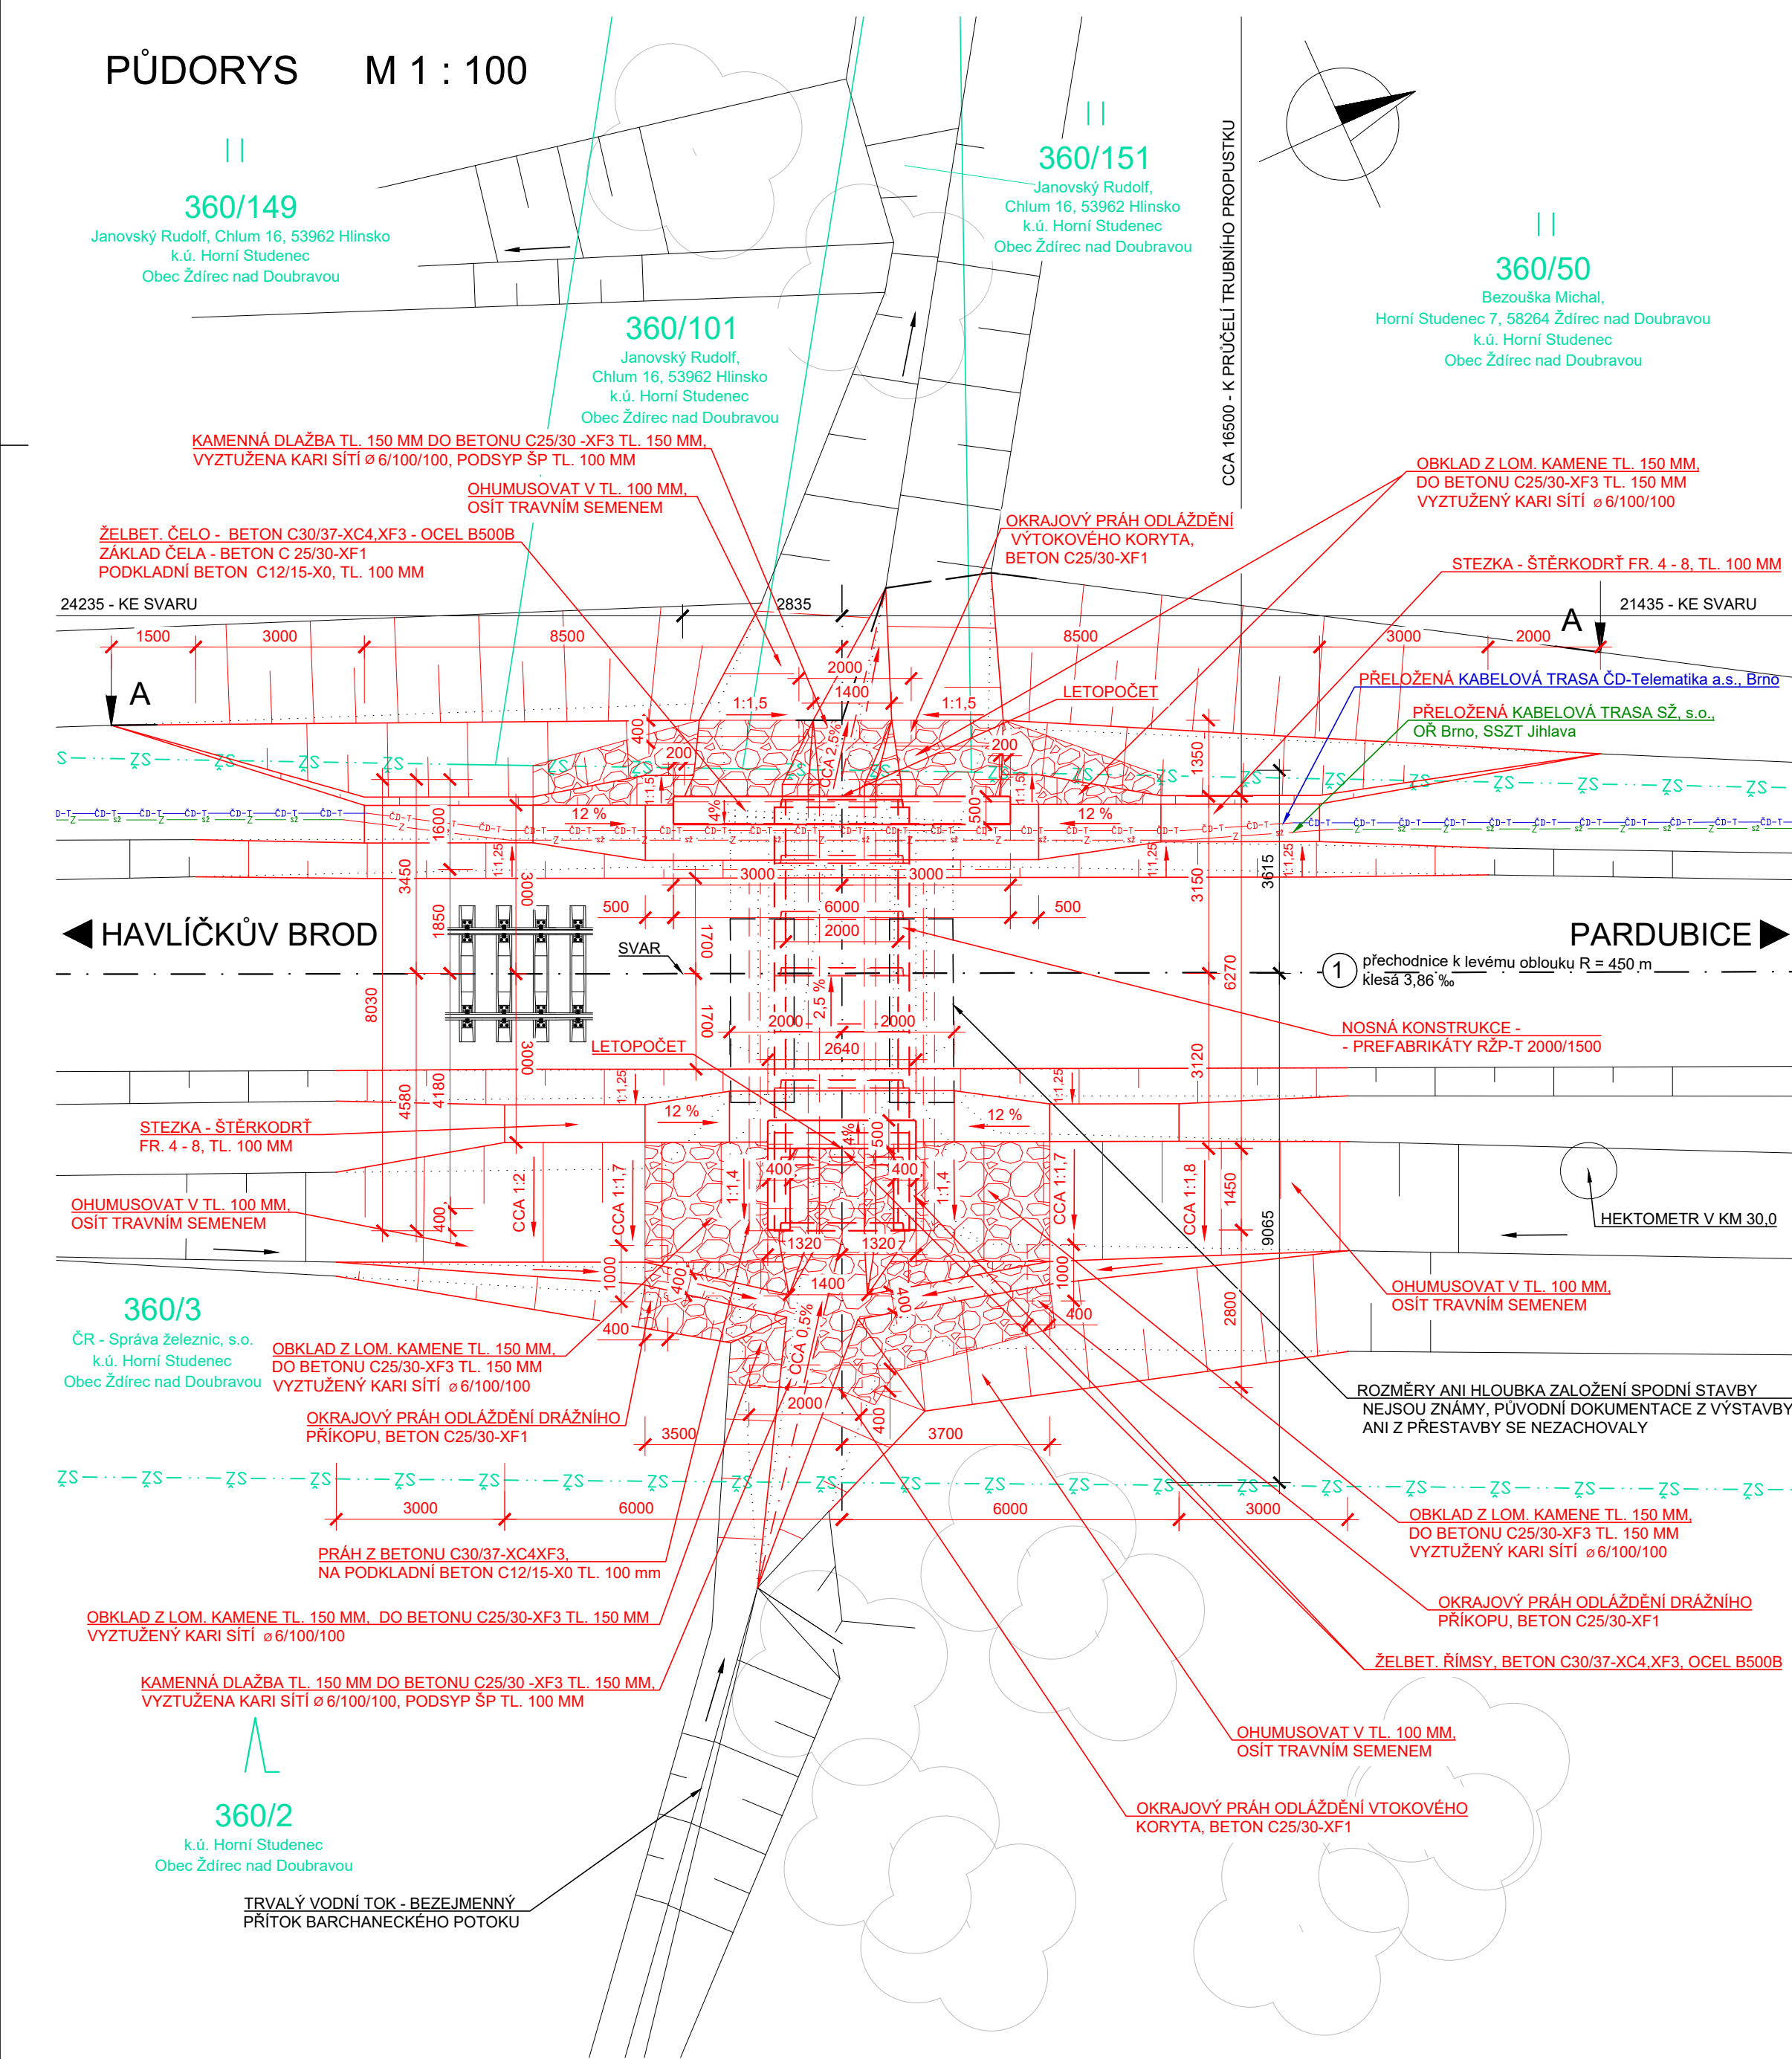 PŮDORYS M 1 : 100
360/149
Janovský Rudolf, Chlum 16, 53962 Hlinsko
k.ú. Horní Studenec
Obec Ždírec nad Doubravou
360/151
Janovský Rudolf,
Chlum 16, 53962 Hlinsko
k.ú. Horní Studenec
Obec Ždírec nad Doubravou
CCA 16500 - K PRŮČELÍ TRUBNÍHO PROPUSTKU
360/50
Bezouška Michal,
Horní Studenec 7, 58264 Ždírec nad Doubravou
k.ú. Horní Studenec
Obec Ždírec nad Doubravou
360/101
Janovský Rudolf,
Chlum 16, 53962 Hlinsko
k.ú. Horní Studenec
Obec Ždírec nad Doubravou
KAMENNÁ DLAŽBA TL. 150 MM DO BETONU C25/30 -XF3 TL. 150 MM,
VYZTUŽENA KARI SÍTÍ Ø 6/100/100, PODSYP ŠP TL. 100 MM
OHUMUSOVAT V TL. 100 MM,
OSÍT TRAVNÍM SEMENEM
ŽELBET. ČELO - BETON C30/37-XC4,XF3 - OCEL B500B
ZÁKLAD ČELA - BETON C 25/30-XF1
PODKLADNÍ BETON C12/15-X0, TL. 100 MM
OKRAJOVÝ PRÁH ODLÁŽDĚNÍ
VÝTOKOVÉHO KORYTA,
BETON C25/30-XF1
OBKLAD Z LOM. KAMENE TL. 150 MM,
DO BETONU C25/30-XF3 TL. 150 MM
VYZTUŽENÝ KARI SÍTÍ ø 6/100/100
STEZKA - ŠTĚRKODRŤ FR. 4 - 8, TL. 100 MM
24235 - KE SVARU
2835
21435 - KE SVARU
1500
3000
8500
8500
3000
2000
A
A
2000
1400
LETOPOČET
PŘELOŽENÁ KABELOVÁ TRASA ČD-Telematika a.s., Brno
PŘELOŽENÁ KABELOVÁ TRASA SŽ, s.o.,
OŘ Brno, SSZT Jihlava
1:1,5
1:1,5
400
200
200
CCA 2,5%
1350
1:1,5
1:1,5
12 %
4%
500
12 %
1600
3450
1:1,25
3000
3000
3000
1:1,25
3150
3615
1:1,25
500
6000
500
2000
1850
1700
HAVLÍČKŮV BROD
SVAR
PARDUBICE
1
přechodnice k levému oblouku R = 450 m
klesá 3,86 ‰
2,5 %
6270
8030
1700
2000
2000
2640
NOSNÁ KONSTRUKCE -
- PREFABRIKÁTY RŽP-T 2000/1500
LETOPOČET
3000
3120
4580
4180
1:1,25
1:1,25
12 %
12 %
STEZKA - ŠTĚRKODRŤ
FR. 4 - 8, TL. 100 MM
4%
500
400
400
CCA 1:2
CCA 1:1,7
1:1,4
1:1,4
CCA 1:1,7
CCA 1:1,8
1450
OHUMUSOVAT V TL. 100 MM,
OSÍT TRAVNÍM SEMENEM
400
HEKTOMETR V KM 30,0
9065
1320
1320
1000
400
1400
400
1000
OHUMUSOVAT V TL. 100 MM,
OSÍT TRAVNÍM SEMENEM
2800
400
400
CCA 0,5%
360/3
ČR - Správa železnic, s.o.
k.ú. Horní Studenec
Obec Ždírec nad Doubravou
OBKLAD Z LOM. KAMENE TL. 150 MM,
DO BETONU C25/30-XF3 TL. 150 MM
VYZTUŽENÝ KARI SÍTÍ ø 6/100/100
ROZMĚRY ANI HLOUBKA ZALOŽENÍ SPODNÍ STAVBY
NEJSOU ZNÁMY, PŮVODNÍ DOKUMENTACE Z VÝSTAVBY
ANI Z PŘESTAVBY SE NEZACHOVALY
OKRAJOVÝ PRÁH ODLÁŽDĚNÍ DRÁŽNÍHO
PŘÍKOPU, BETON C25/30-XF1
2000
400
3500
3700
3000
6000
6000
3000
OBKLAD Z LOM. KAMENE TL. 150 MM,
DO BETONU C25/30-XF3 TL. 150 MM
VYZTUŽENÝ KARI SÍTÍ ø 6/100/100
PRÁH Z BETONU C30/37-XC4XF3,
NA PODKLADNÍ BETON C12/15-X0 TL. 100 mm
OKRAJOVÝ PRÁH ODLÁŽDĚNÍ DRÁŽNÍHO
PŘÍKOPU, BETON C25/30-XF1
OBKLAD Z LOM. KAMENE TL. 150 MM, DO BETONU C25/30-XF3 TL. 150 MM
VYZTUŽENÝ KARI SÍTÍ ø 6/100/100
ŽELBET. ŘÍMSY, BETON C30/37-XC4,XF3, OCEL B500B
KAMENNÁ DLAŽBA TL. 150 MM DO BETONU C25/30 -XF3 TL. 150 MM,
VYZTUŽENA KARI SÍTÍ Ø 6/100/100, PODSYP ŠP TL. 100 MM
OHUMUSOVAT V TL. 100 MM,
OSÍT TRAVNÍM SEMENEM
360/2
k.ú. Horní Studenec
Obec Ždírec nad Doubravou
OKRAJOVÝ PRÁH ODLÁŽDĚNÍ VTOKOVÉHO
KORYTA, BETON C25/30-XF1
TRVALÝ VODNÍ TOK - BEZEJMENNÝ
PŘÍTOK BARCHANECKÉHO POTOKU